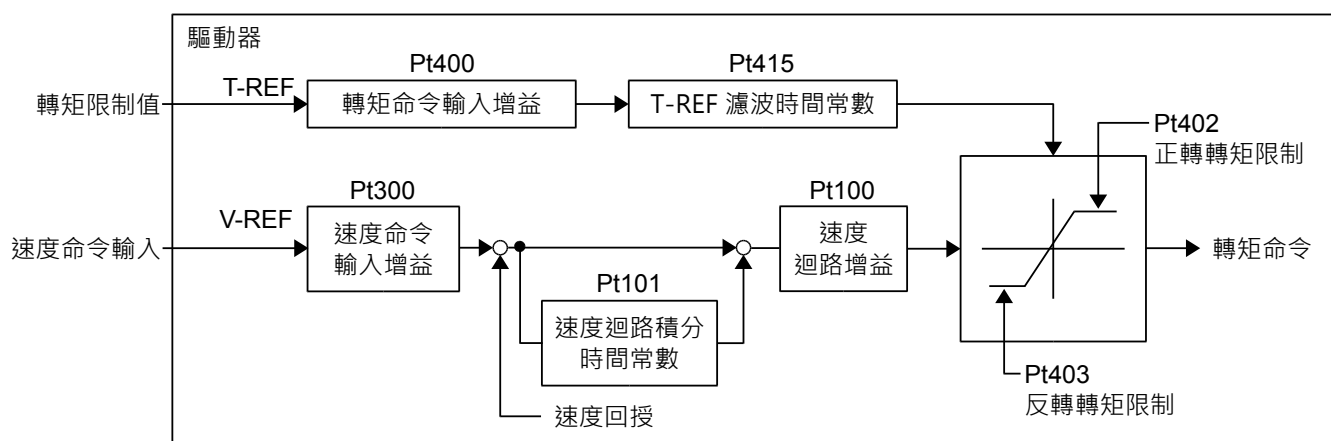 驅動器
Pt400
Pt415
轉矩限制值
T-REF
轉矩命令輸入增益
T-REF 濾波時間常數
Pt402
正轉轉矩限制
Pt300
Pt100
速度命令輸入
V-REF
速度命令
輸入增益
速度
迴路增益
轉矩命令
Pt101
速度迴路積分
時間常數
Pt403
反轉轉矩限制
速度回授